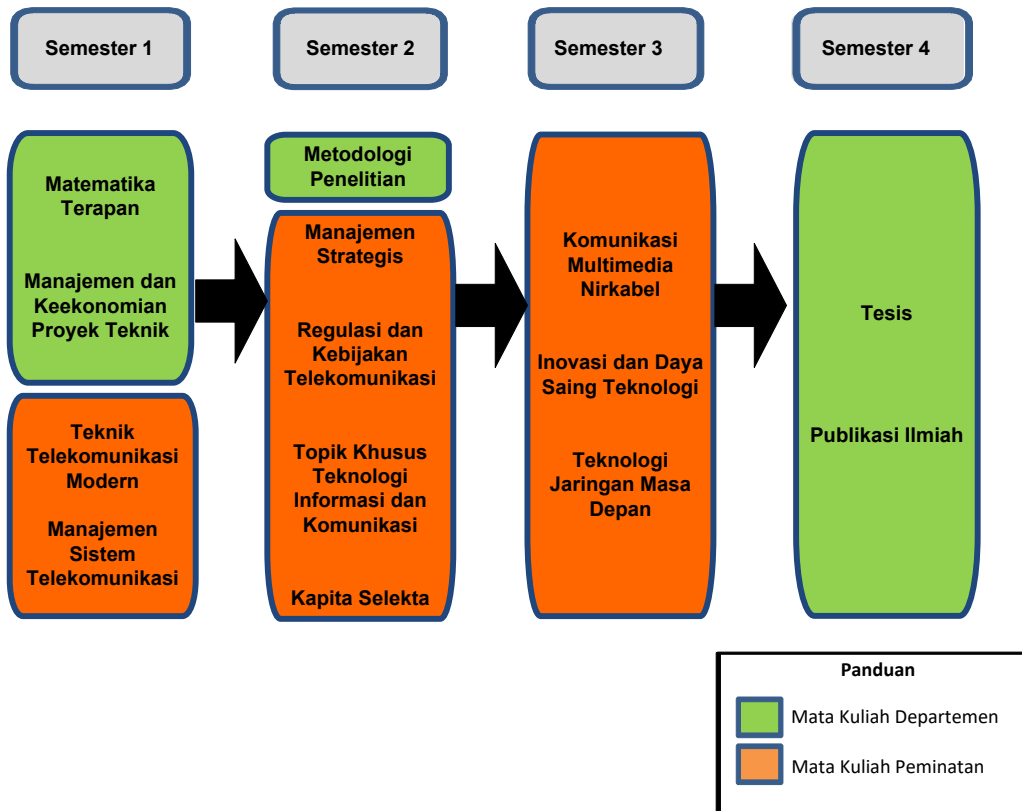 Semester 1
Semester 2
Semester 3
Semester 4
Matematika
Terapan
Manajemen dan
Keekonomian
Proyek Teknik
Teknik
Telekomunikasi
Modern
Manajemen
Sistem
Telekomunikasi
Metodologi
Penelitian
Manajemen
Strategis
Regulasi dan
Kebijakan
Telekomunikasi
Topik Khusus
Teknologi
Informasi dan
Komunikasi
Kapita Selekta
Komunikasi
Multimedia
Nirkabel
Inovasi dan Daya
Saing Teknologi
Teknologi
Jaringan Masa
Depan
Tesis
Publikasi Ilmiah
Panduan
Mata Kuliah Departemen
Mata Kuliah Peminatan